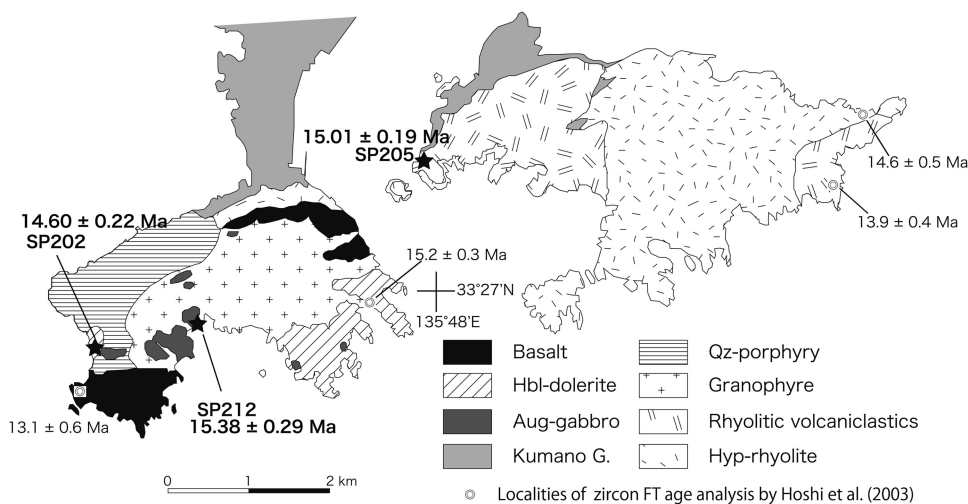 15.01 ± 0.19 Ma
SP205
14.6 ± 0.5 Ma
13.9 ± 0.4 Ma
14.60 ± 0.22 Ma
SP202
15.2 ± 0.3 Ma
33°27'N
135°48'E
SP212
15.38 ± 0.29 Ma
13.1 ± 0.6 Ma
Basalt
Hbl-dolerite
Aug-gabbro
Kumano G.
Qz-porphyry
Granophyre
Rhyolitic volcaniclastics
Hyp-rhyolite
0 1 2 km
Localities of zircon FT age analysis by Hoshi et al. (2003)